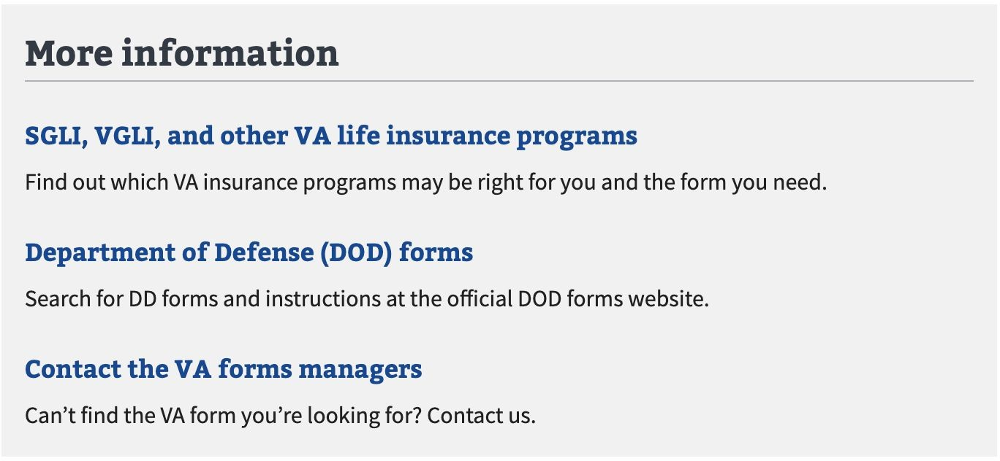 More information
SGLI, VGLI, and other VA life insurance programs
Find out which VA insurance programs may be right for you and the form you need.
Department of Defense (DOD) forms
Search for DD forms and instructions at the official DOD forms website.
Contact the VA forms managers
Can’t find the VA form you’re looking for? Contact us.